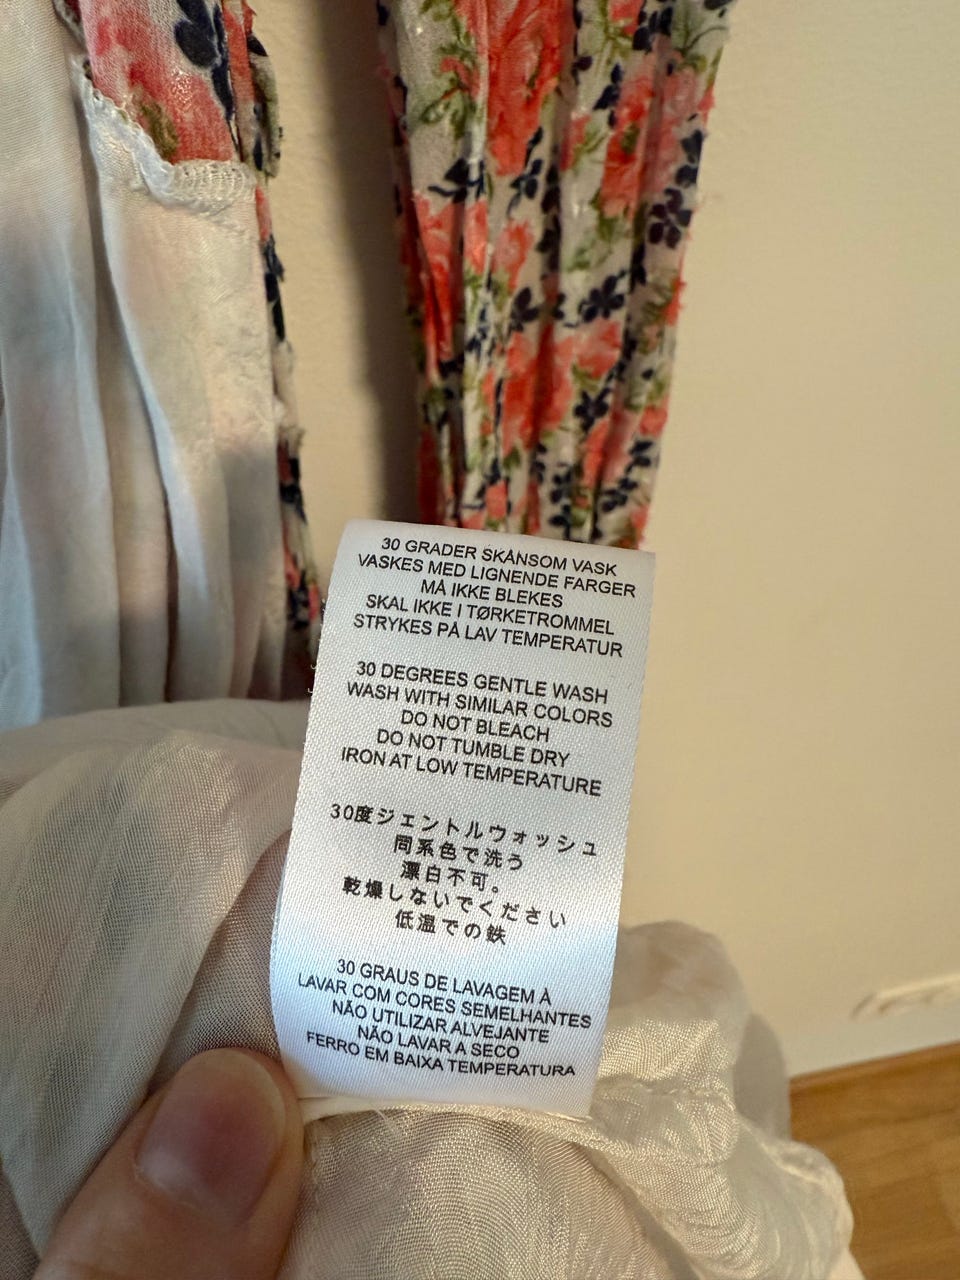 30 GRADER SKÅNSOM VASK
VASKES MED LIGNENDE FARGER
MÅ IKKE BLEKES
SKAL IKKE I TØRKETROMMEL
STRYKES PÅ LAV TEMPERATUR
30 DEGREES GENTLE WASH
WASH WITH SIMILAR COLORS
DO NOT BLEACH
DO NOT TUMBLE DRY
IRON AT LOW TEMPERATURE
30度ジェントルウォッシュ
同系色で洗う
漂白不可。
乾燥しないでください
低温での鉄
30 GRAUS DE LAVAGEM À
LAVAR COM CORES SEMELHANTES
NÃO UTILIZAR ALVEJANTE
NÃO LAVAR A SECO
FERRO EM BAIXA TEMPERATURA